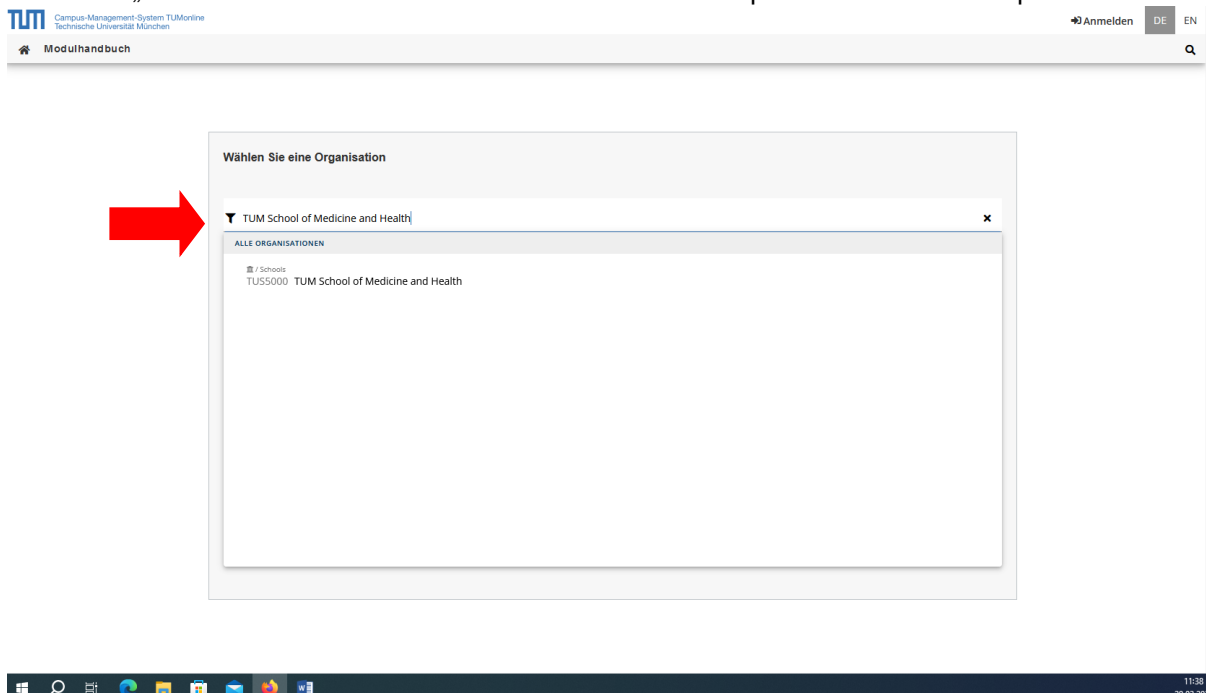 TUM Campus-Management-System TUMonline
Technische Universität München
Anmelden DE EN
Modulhandbuch
Wählen Sie eine Organisation
TUM School of Medicine and Health
ALLE ORGANISATIONEN
/ Schools
TUS5000 TUM School of Medicine and Health
11:38